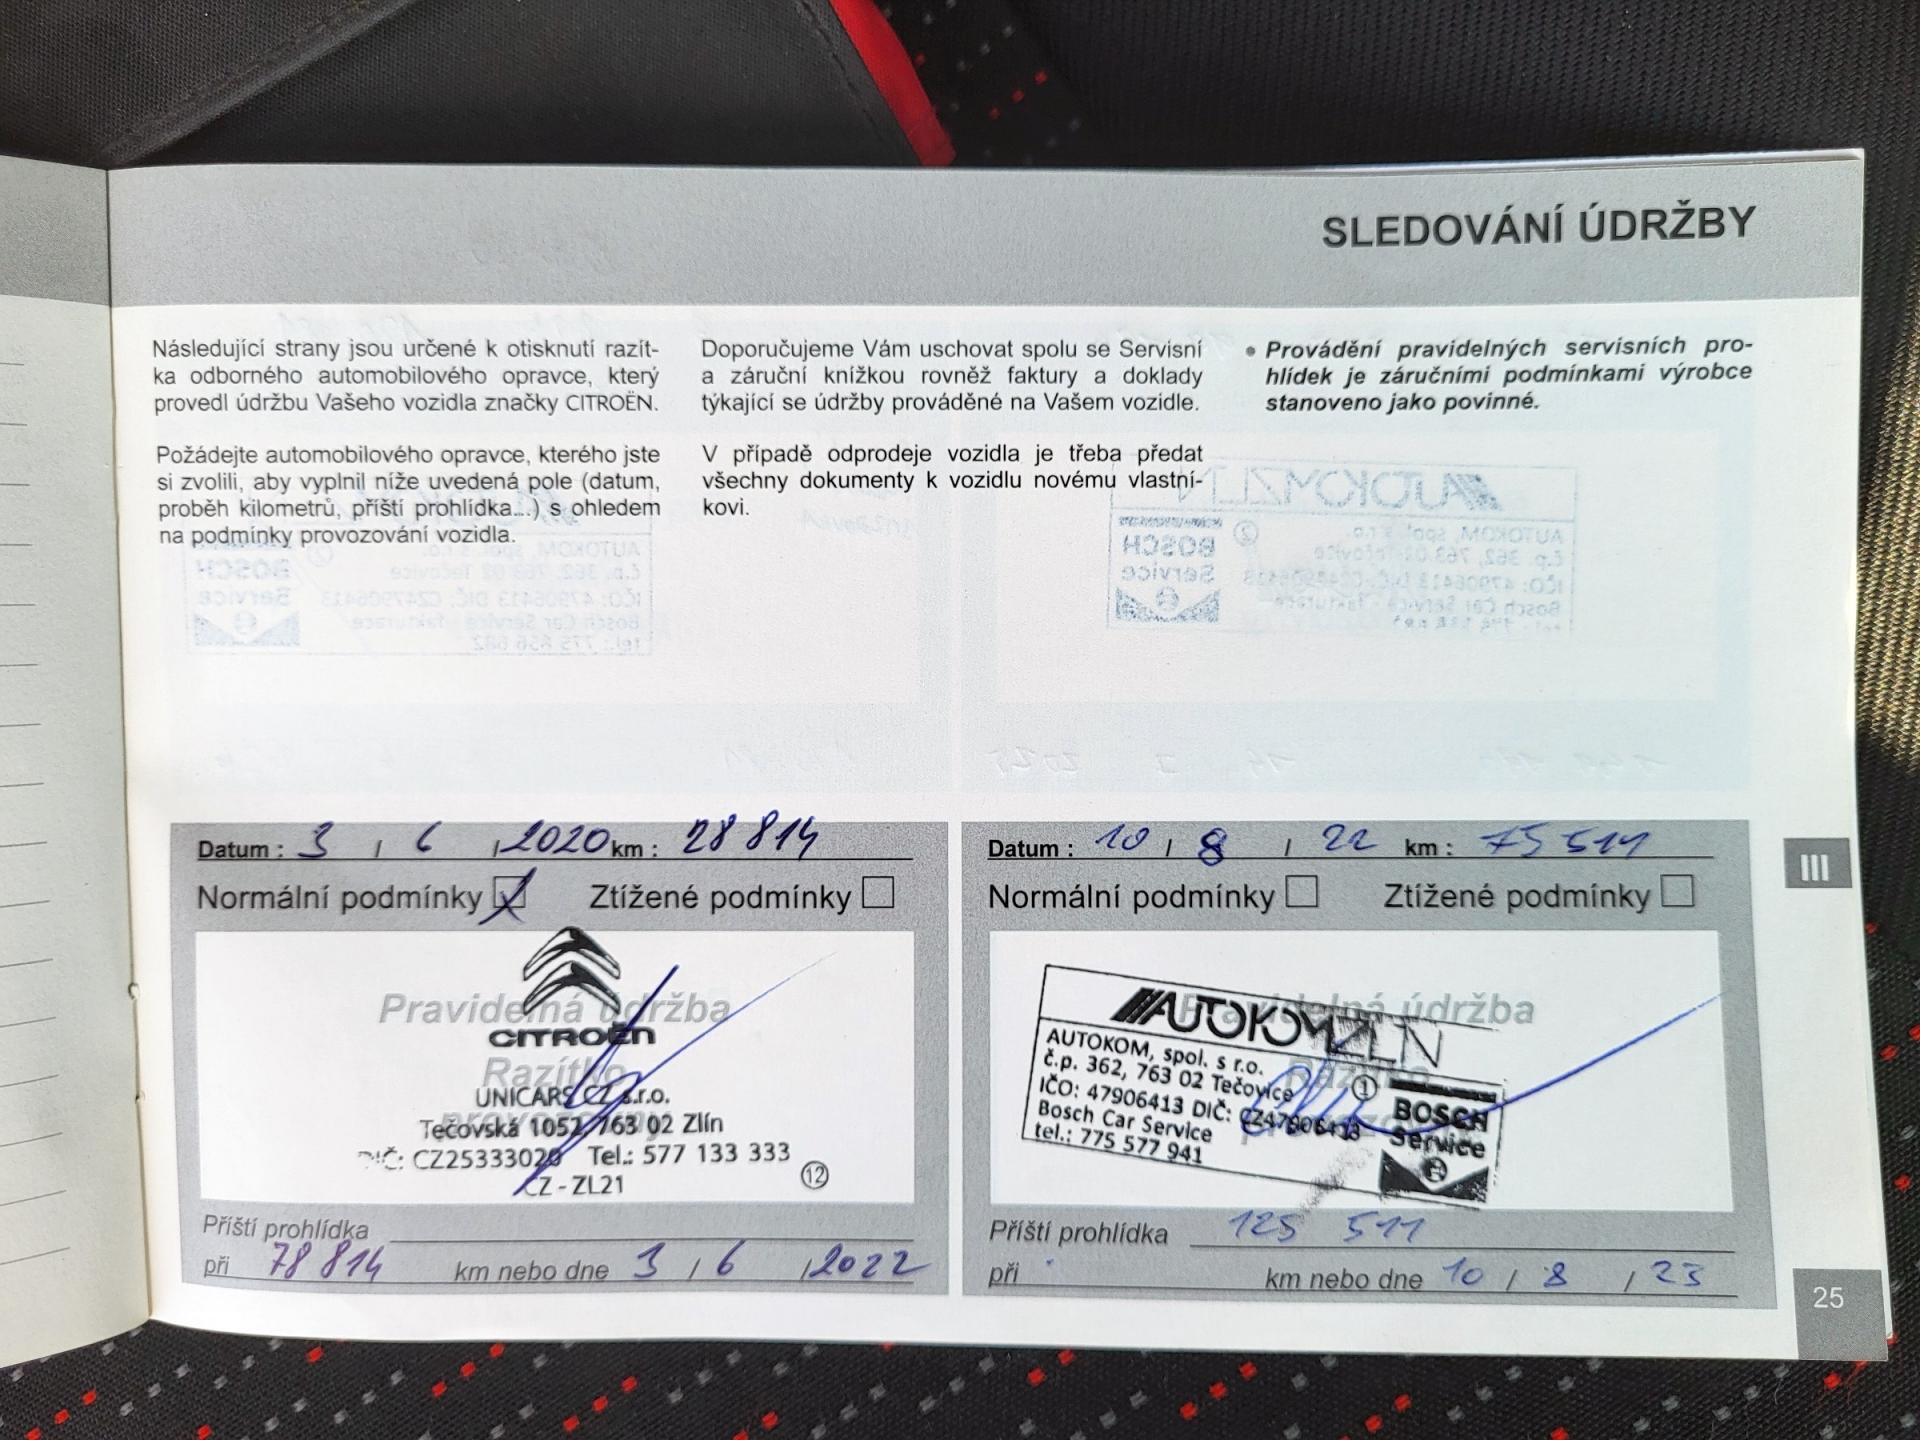 SLEDOVÁNÍ ÚDRŽBY
Následující strany jsou určené k otisknutí razít-
ka odborného automobilového opravce, který
provedl údržbu Vašeho vozidla značky CITROËN.
Požádejte automobilového opravce, kterého jste
si zvolili, aby vyplnil níže uvedená pole (datum,
proběh kilometrů, příští prohlídka...) s ohledem
na podmínky provozování vozidla.
Doporučujeme Vám uschovat spolu se Servisní
a záruční knížkou rovněž faktury a doklady
týkající se údržby prováděné na Vašem vozidle.
V případě odprodeje vozidla je třeba předat
všechny dokumenty k vozidlu novému vlastní-
kovi.
• Provádění pravidelných servisních pro-
hlídek je záručními podmínkami výrobce
stanoveno jako povinné.
Datum : 3 / 6 / 2020 km : 28 814
Normální podmínky Ztížené podmínky
Pravidelná údržba
CITROËN
Razítko
UNICARS CZ s.r.o.
provozovny
Tečovská 1052, 763 02 Zlín
DIČ: CZ25333020 Tel.: 577 133 333
CZ - ZL21 12
Příští prohlídka
při 78 814 km nebo dne 3 / 6 / 2022
Datum : 10 / 8 / 22 km : 75 511
Normální podmínky Ztížené podmínky
Pravidelná údržba
AUTOKOM ZLÍN
Razítko
AUTOKOM, spol. s r.o.
č.p. 362, 763 02 Tečovice 1
IČO: 47906413 DIČ: CZ47906413
Bosch Car Service
tel.: 775 577 941
BOSCH
Service
Příští prohlídka 125 511
při km nebo dne 10 / 8 / 23
III
25